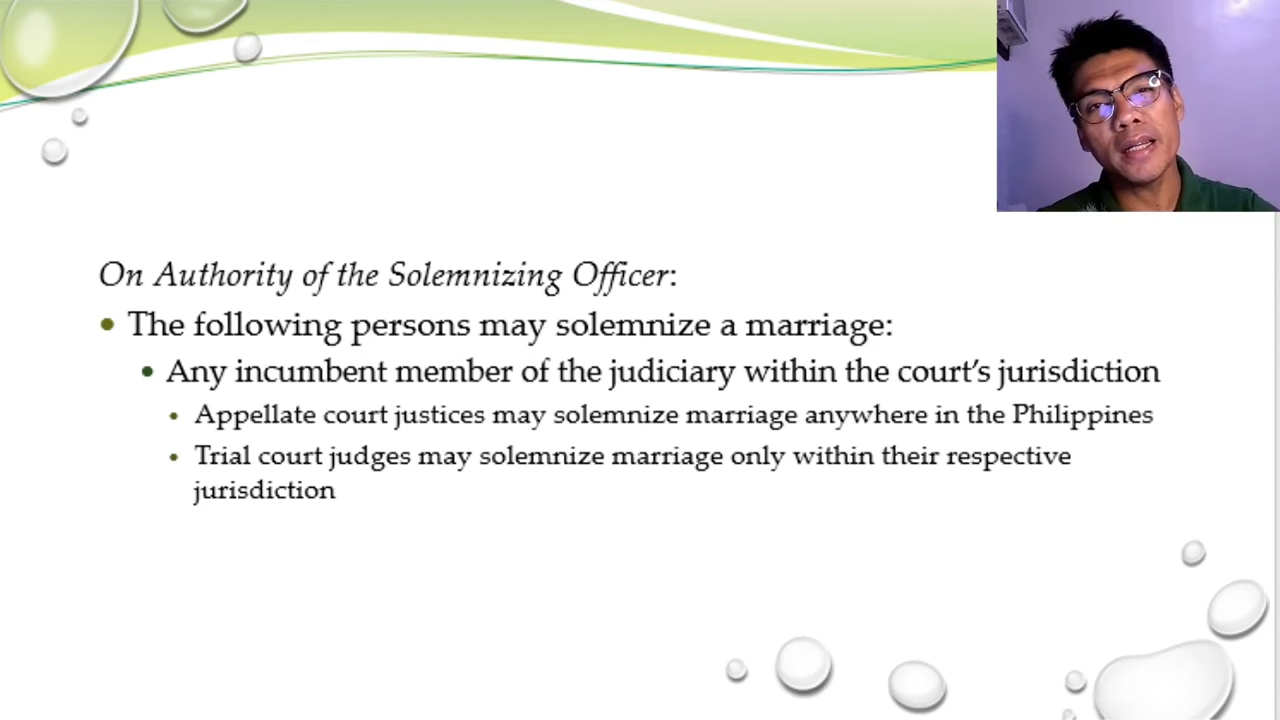 On Authority of the Solemnizing Officer:
• The following persons may solemnize a marriage:
• Any incumbent member of the judiciary within the court's jurisdiction
• Appellate court justices may solemnize marriage anywhere in the Philippines
• Trial court judges may solemnize marriage only within their respective
jurisdiction